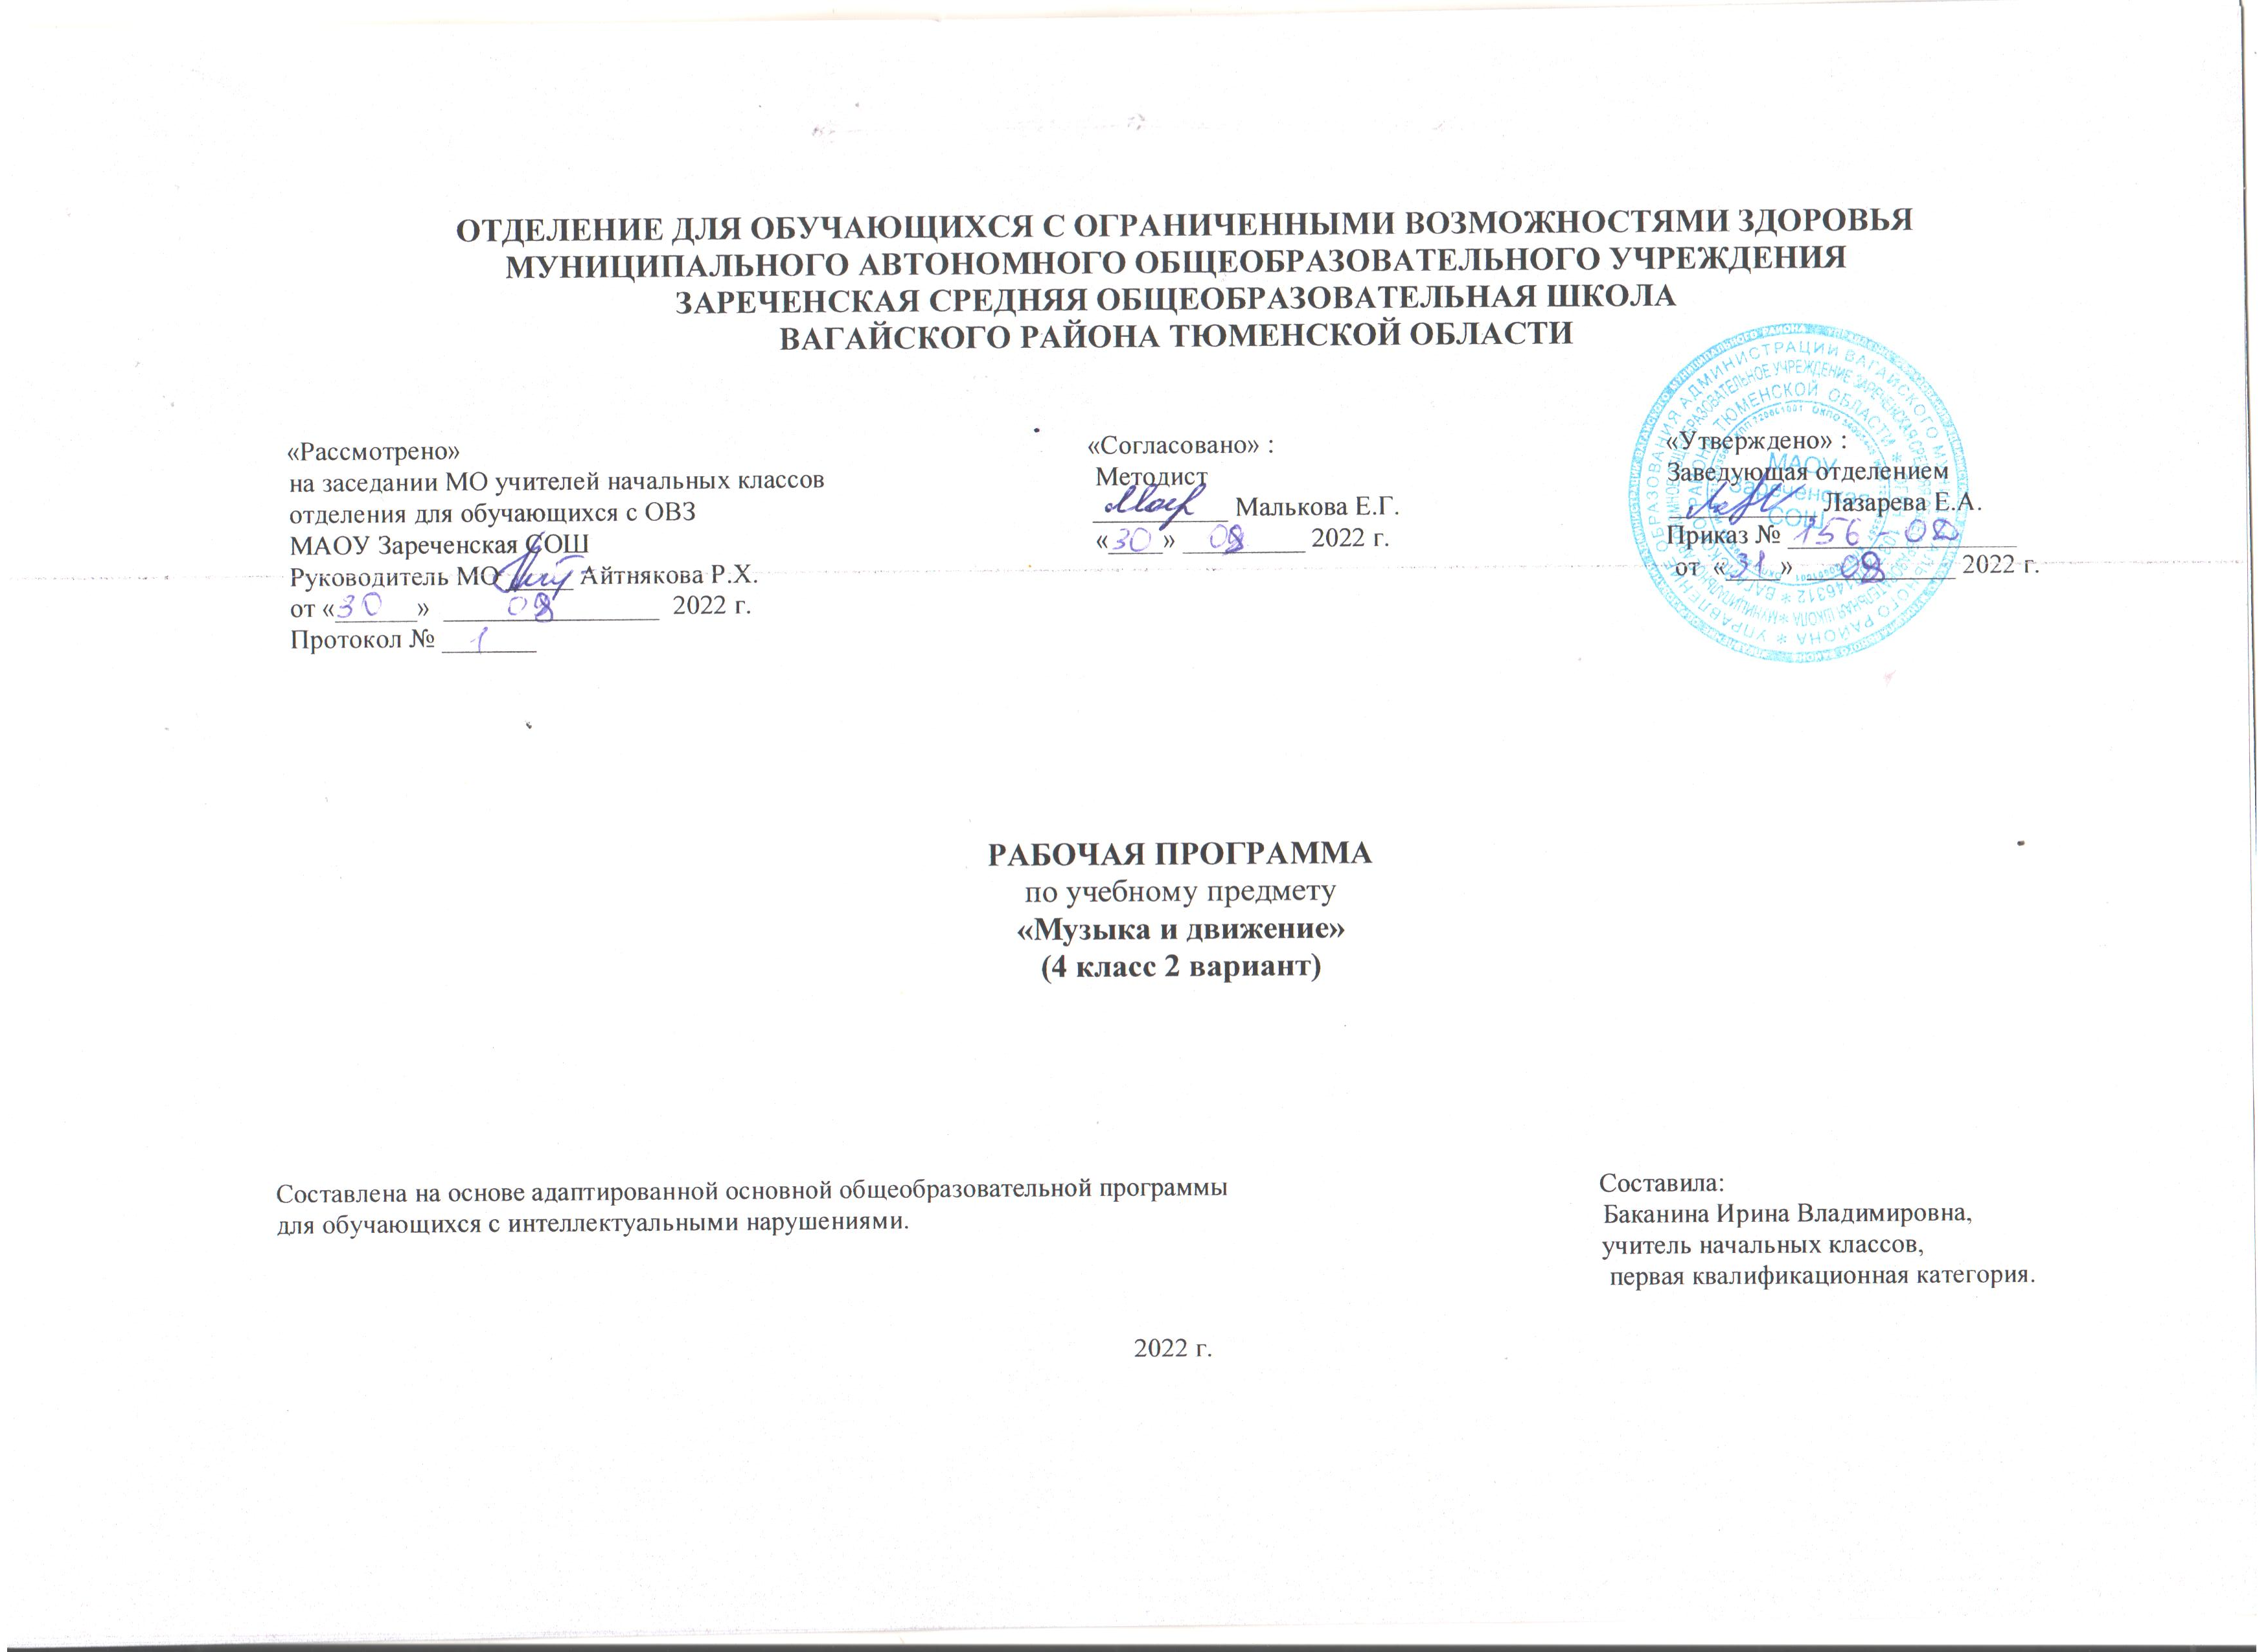 ОТДЕЛЕНИЕ ДЛЯ ОБУЧАЮЩИХСЯ С ОГРАНИЧЕННЫМИ ВОЗМОЖНОСТЯМИ ЗДОРОВЬЯ
МУНИЦИПАЛЬНОГО АВТОНОМНОГО ОБЩЕОБРАЗОВАТЕЛЬНОГО УЧРЕЖДЕНИЯ
ЗАРЕЧЕНСКАЯ СРЕДНЯЯ ОБЩЕОБРАЗОВАТЕЛЬНАЯ ШКОЛА
ВАГАЙСКОГО РАЙОНА ТЮМЕНСКОЙ ОБЛАСТИ
«Рассмотрено»
на заседании МО учителей начальных классов
отделения для обучающихся с ОВЗ
МАОУ Зареченская СОШ
Руководитель МО Айтнякова Р.Х.
от «30» 08 2022 г.
Протокол № 1
«Согласовано» :
Методист
Малькова Е.Г.
«30» 08 2022 г.
«Утверждено» :
Заведующая отделением
Лазарева Е.А.
Приказ № 156-
от «31» 08 2022 г.
МАОУ
Зареченская
СОШ
РАБОЧАЯ ПРОГРАММА
по учебному предмету
«Музыка и движение»
(4 класс 2 вариант)
Составлена на основе адаптированной основной общеобразовательной программы
для обучающихся с интеллектуальными нарушениями.
Составила:
Баканина Ирина Владимировна,
учитель начальных классов,
первая квалификационная категория.
2022 г.